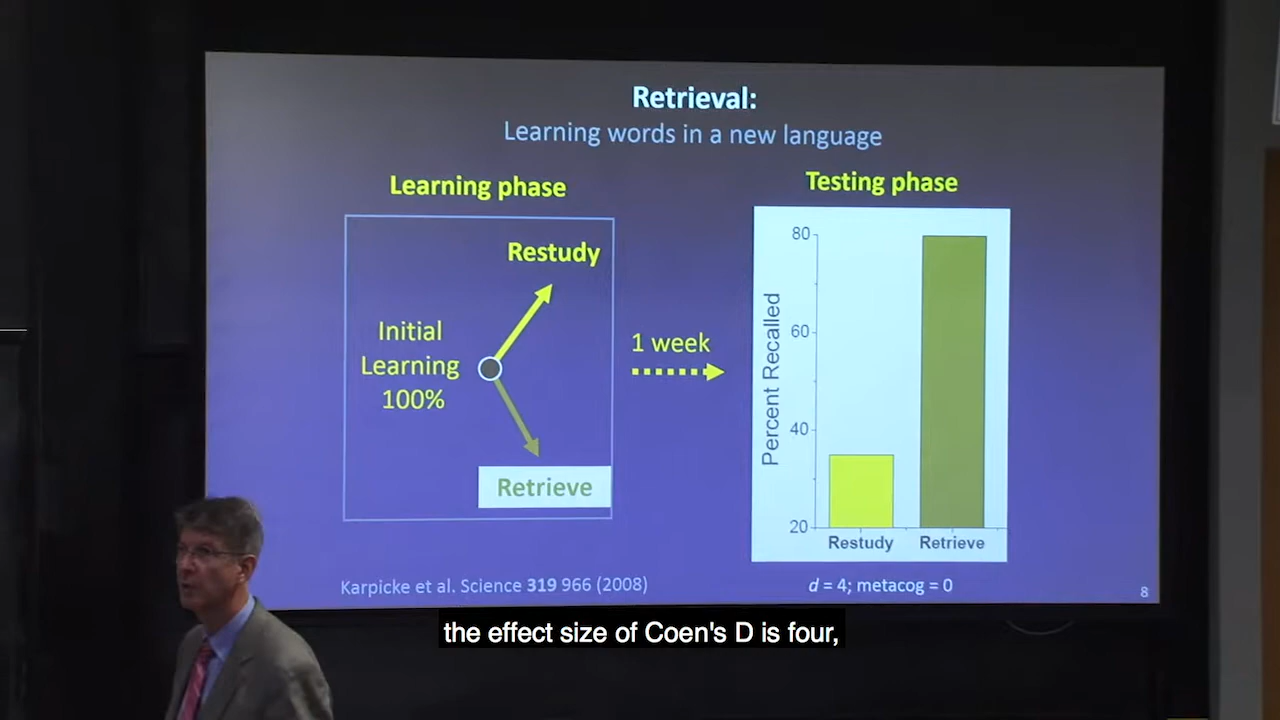 Retrieval:
Learning words in a new language
Learning phase
Restudy
Initial
Learning
100%
Retrieve
1 week
Testing phase
Percent Recalled
80
60
40
20
Restudy
Retrieve
Karpicke et al. Science 319 966 (2008)
d = 4; metacog = 0
8
the effect size of Coen's D is four,